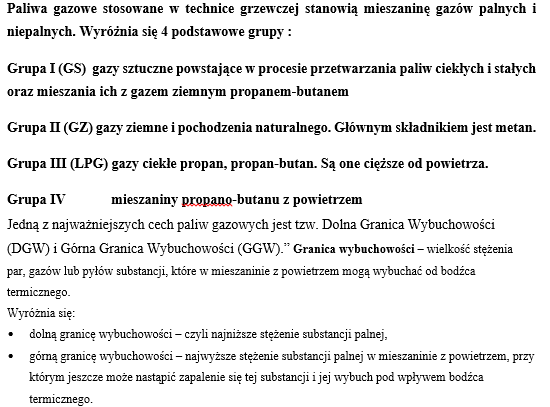 Paliwa gazowe stosowane w technice grzewczej stanowią mieszaninę gazów palnych i
niepalnych. Wyróżnia się 4 podstawowe grupy :
Grupa I (GS) gazy sztuczne powstające w procesie przetwarzania paliw ciekłych i stałych
oraz mieszania ich z gazem ziemnym propanem-butanem
Grupa II (GZ) gazy ziemne i pochodzenia naturalnego. Głównym składnikiem jest metan.
Grupa III (LPG) gazy ciekłe propan, propan-butan. Są one cięższe od powietrza.
Grupa IV mieszaniny propano-butanu z powietrzem
Jedną z najważniejszych cech paliw gazowych jest tzw. Dolna Granica Wybuchowości
(DGW) i Górna Granica Wybuchowości (GGW).” Granica wybuchowości – wielkość stężenia
par, gazów lub pyłów substancji, które w mieszaninie z powietrzem mogą wybuchać od bodźca
termicznego.
Wyróżnia się:
• dolną granicę wybuchowości – czyli najniższe stężenie substancji palnej,
• górną granicę wybuchowości – najwyższe stężenie substancji palnej w mieszaninie z powietrzem, przy
którym jeszcze może nastąpić zapalenie się tej substancji i jej wybuch pod wpływem bodźca
termicznego.